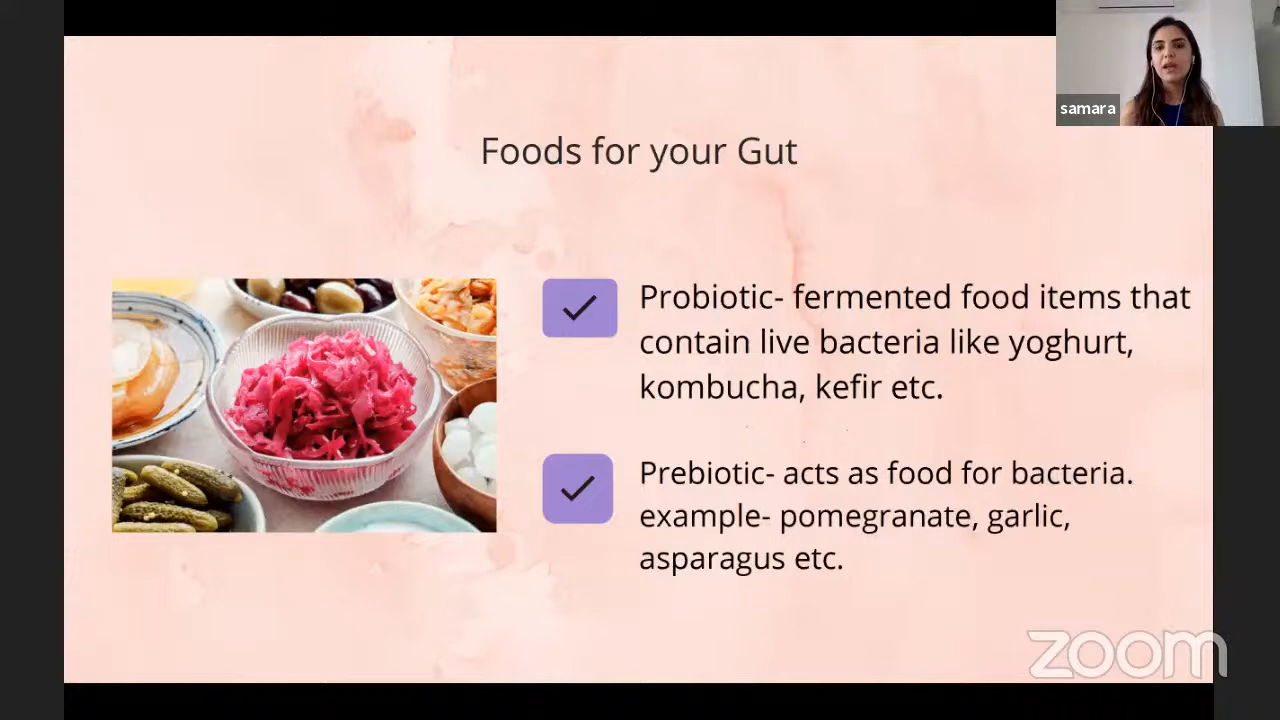 samara
Foods for your Gut
Probiotic- fermented food items that
contain live bacteria like yoghurt,
kombucha, kefir etc.
Prebiotic- acts as food for bacteria.
example- pomegranate, garlic,
asparagus etc.
zoom